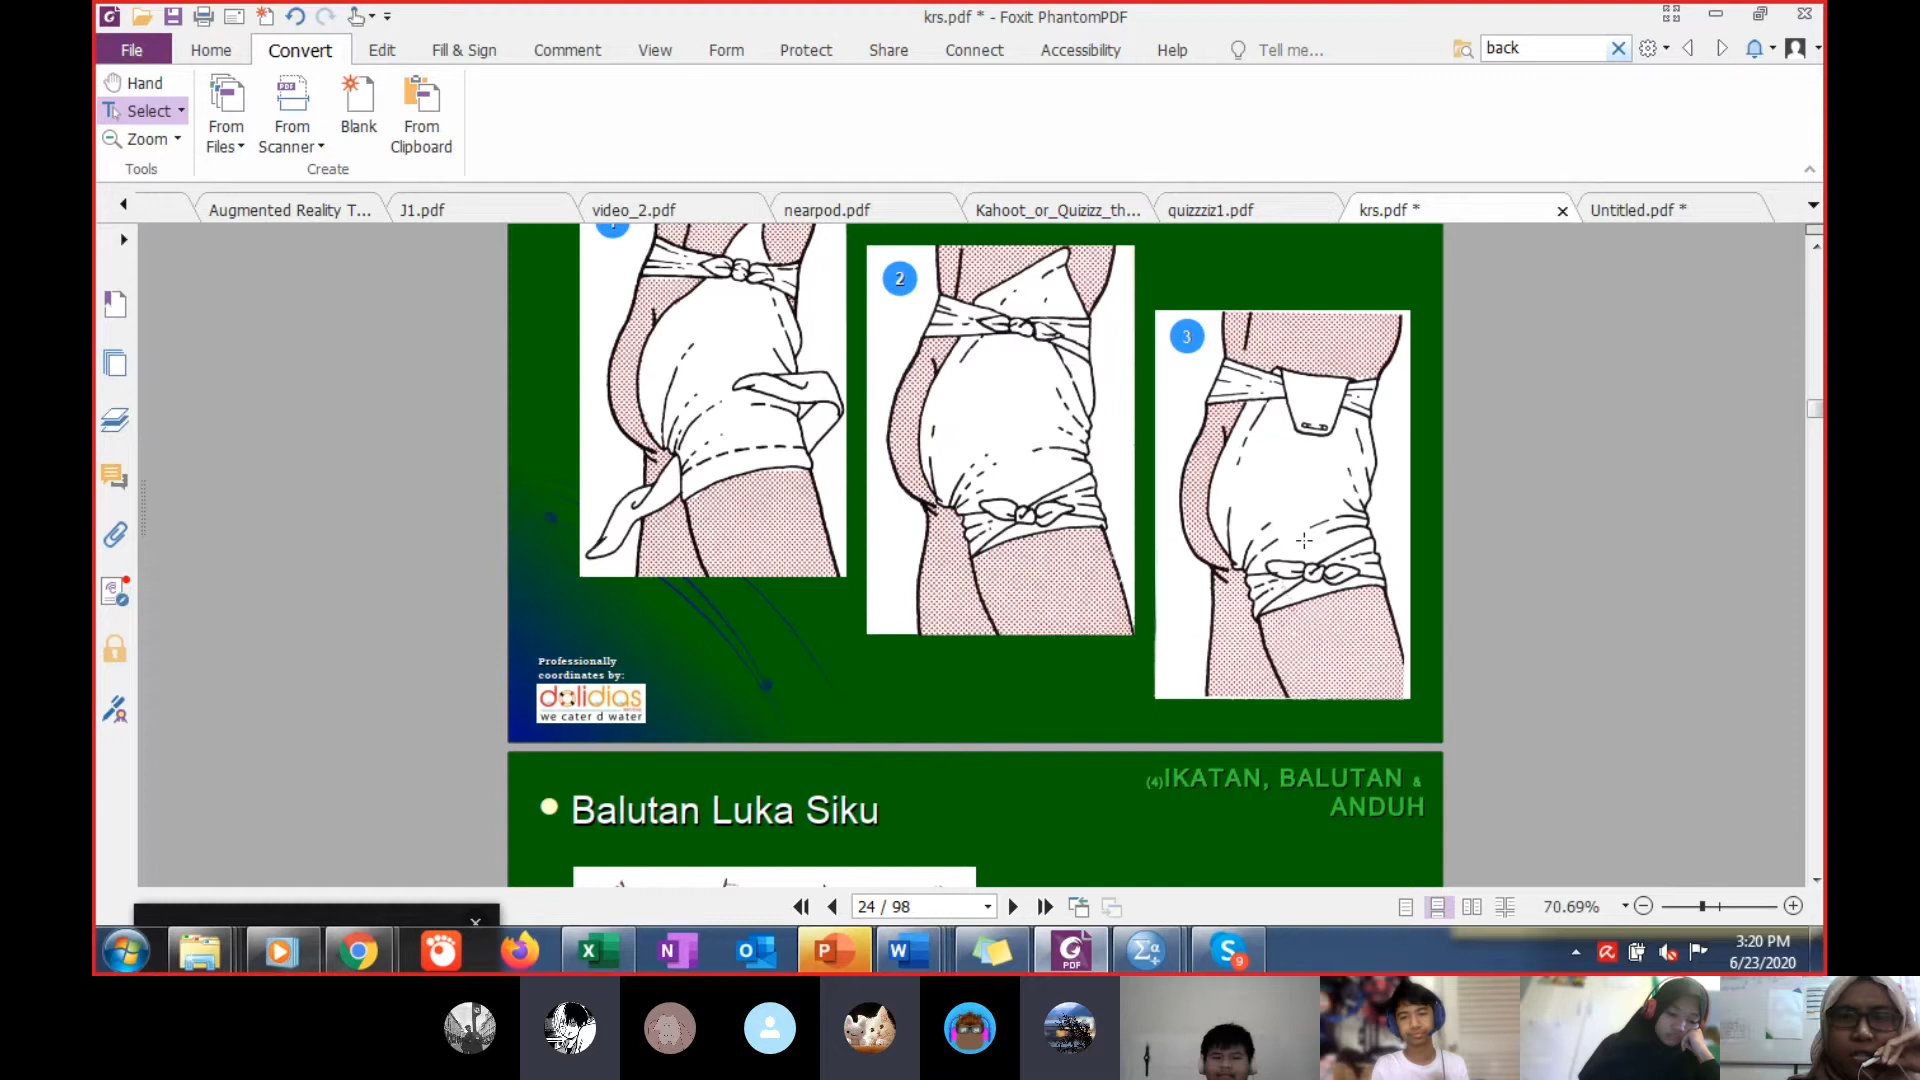 krs.pdf * - Foxit PhantomPDF
File
Home
Convert
Edit
Fill & Sign
Comment
View
Form
Protect
Share
Connect
Accessibility
Help
Tell me...
back
Hand
Select
Zoom
Tools
From
Files
From
Scanner
Blank
From
Clipboard
Create
Augmented Reality T...
J1.pdf
video_2.pdf
nearpod.pdf
Kahoot_or_Quizizz_th...
quizzziz1.pdf
krs.pdf *
Untitled.pdf *
2
3
Professionally
coordinates by:
dolidias
we cater d water
(4)IKATAN, BALUTAN &
ANDUH
Balutan Luka Siku
24 / 98
70.69%
PDF
9
3:20 PM
6/23/2020